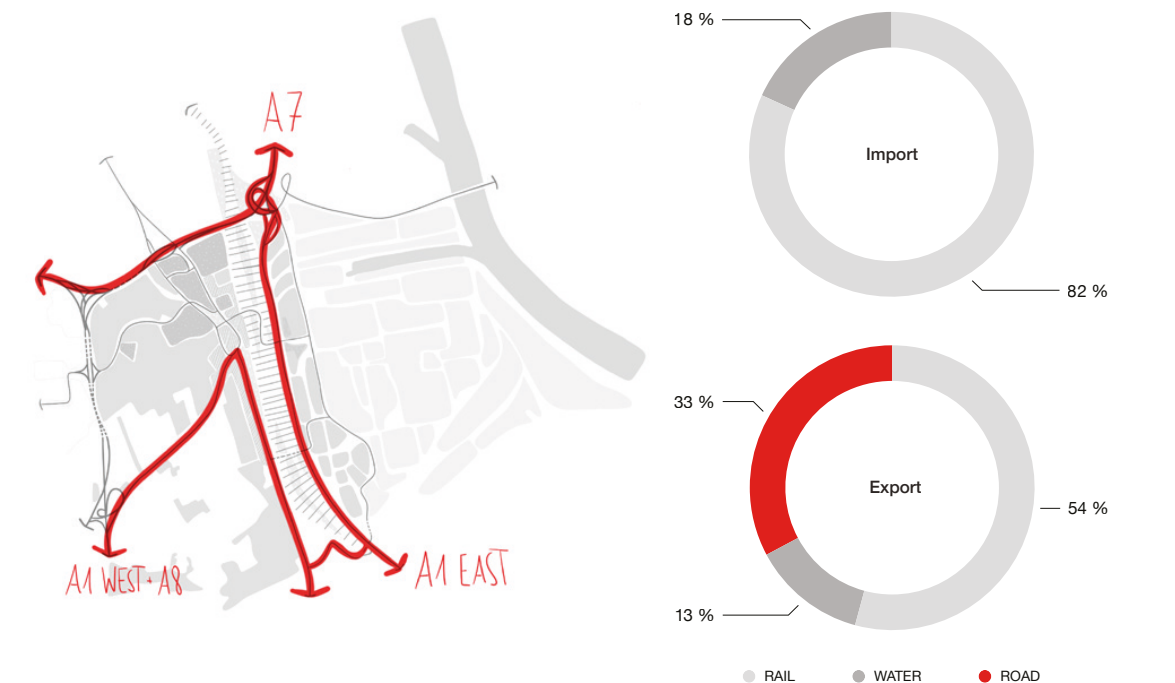 A7
A1 WEST + A8
A1 EAST
18 %
Import
82 %
33 %
Export
54 %
13 %
RAIL
WATER
ROAD